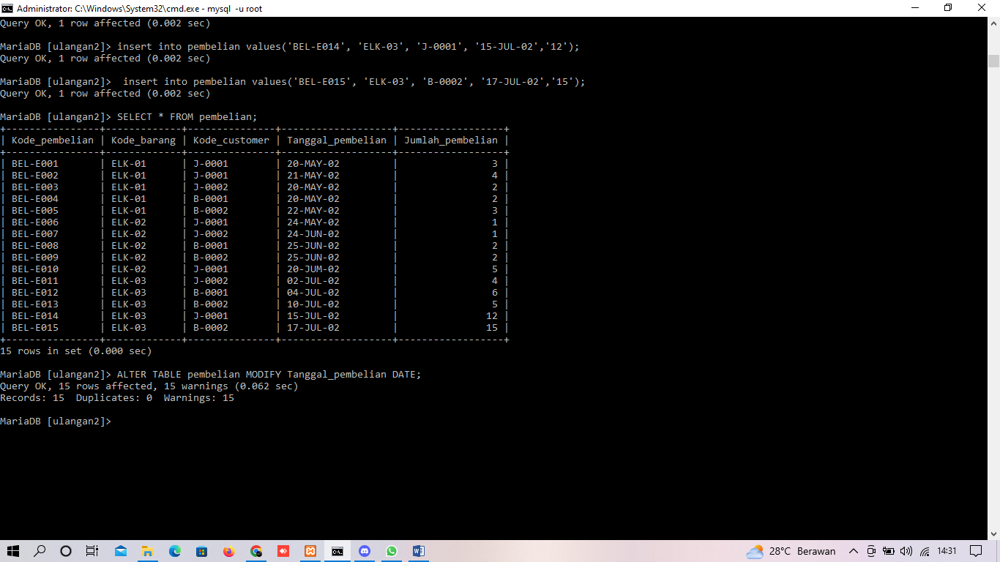 Administrator: C:\Windows\System32\cmd.exe - mysql  -u root
Query OK, 1 row affected (0.002 sec)
MariaDB [ulangan2]> insert into pembelian values('BEL-E014', 'ELK-03', 'J-0001', '15-JUL-02','12');
Query OK, 1 row affected (0.002 sec)
MariaDB [ulangan2]>  insert into pembelian values('BEL-E015', 'ELK-03', 'B-0002', '17-JUL-02','15');
Query OK, 1 row affected (0.002 sec)
MariaDB [ulangan2]> SELECT * FROM pembelian;
+----------------+-------------+---------------+-------------------+------------------+
| Kode_pembelian | Kode_barang | Kode_customer | Tanggal_pembelian | Jumlah_pembelian |
+----------------+-------------+---------------+-------------------+------------------+
| BEL-E001       | ELK-01      | J-0001        | 20-MAY-02         |                3 |
| BEL-E002       | ELK-01      | J-0001        | 21-MAY-02         |                4 |
| BEL-E003       | ELK-01      | J-0002        | 20-MAY-02         |                2 |
| BEL-E004       | ELK-01      | B-0001        | 20-MAY-02         |                2 |
| BEL-E005       | ELK-01      | B-0002        | 22-MAY-02         |                3 |
| BEL-E006       | ELK-02      | J-0001        | 24-MAY-02         |                1 |
| BEL-E007       | ELK-02      | J-0002        | 24-JUN-02         |                1 |
| BEL-E008       | ELK-02      | B-0001        | 25-JUN-02         |                2 |
| BEL-E009       | ELK-02      | B-0002        | 25-JUN-02         |                2 |
| BEL-E010       | ELK-02      | J-0001        | 20-JUM-02         |                5 |
| BEL-E011       | ELK-03      | J-0002        | 02-JUL-02         |                4 |
| BEL-E012       | ELK-03      | B-0001        | 04-JUL-02         |                6 |
| BEL-E013       | ELK-03      | B-0002        | 10-JUL-02         |                5 |
| BEL-E014       | ELK-03      | J-0001        | 15-JUL-02         |               12 |
| BEL-E015       | ELK-03      | B-0002        | 17-JUL-02         |               15 |
+----------------+-------------+---------------+-------------------+------------------+
15 rows in set (0.000 sec)
MariaDB [ulangan2]> ALTER TABLE pembelian MODIFY Tanggal_pembelian DATE;
Query OK, 15 rows affected, 15 warnings (0.062 sec)
Records: 15  Duplicates: 0  Warnings: 15
MariaDB [ulangan2]>
28°C Berawan 14:31